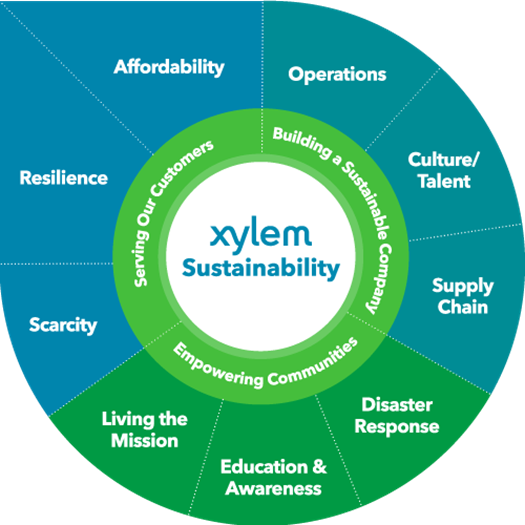 Affordability
Operations
Resilience
Culture/
Talent
Serving Our Customers
Building a Sustainable Company
xylem
Sustainability
Supply
Chain
Scarcity
Empowering Communities
Living the
Mission
Disaster
Response
Education &
Awareness